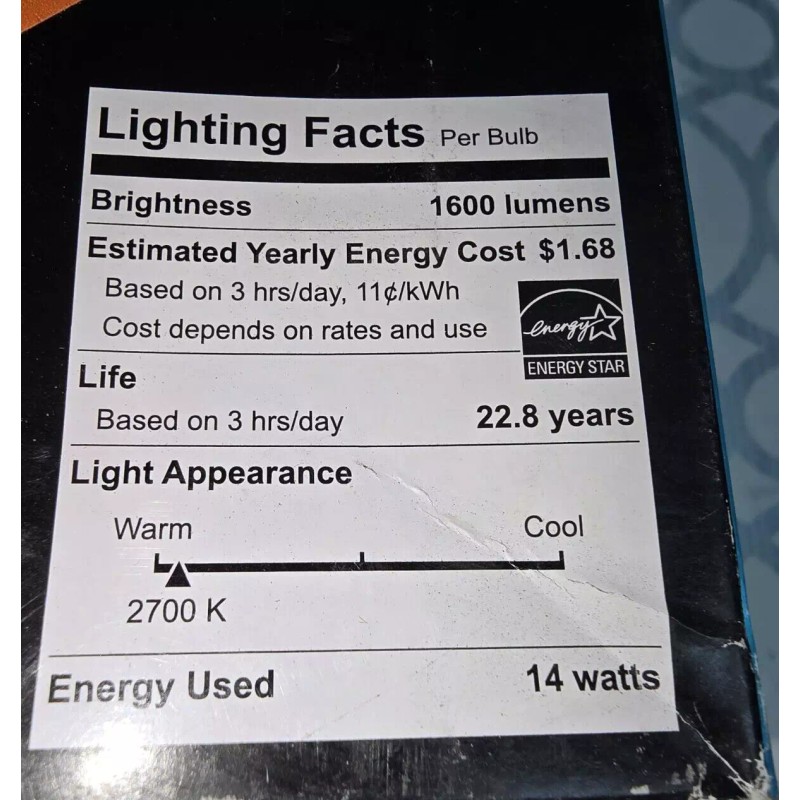 Lighting Facts Per Bulb
Brightness 1600 lumens
Estimated Yearly Energy Cost $1.68
Based on 3 hrs/day, 11¢/kWh
Cost depends on rates and use
energy
ENERGY STAR
Life
Based on 3 hrs/day 22.8 years
Light Appearance
Warm Cool
2700 K
Energy Used 14 watts